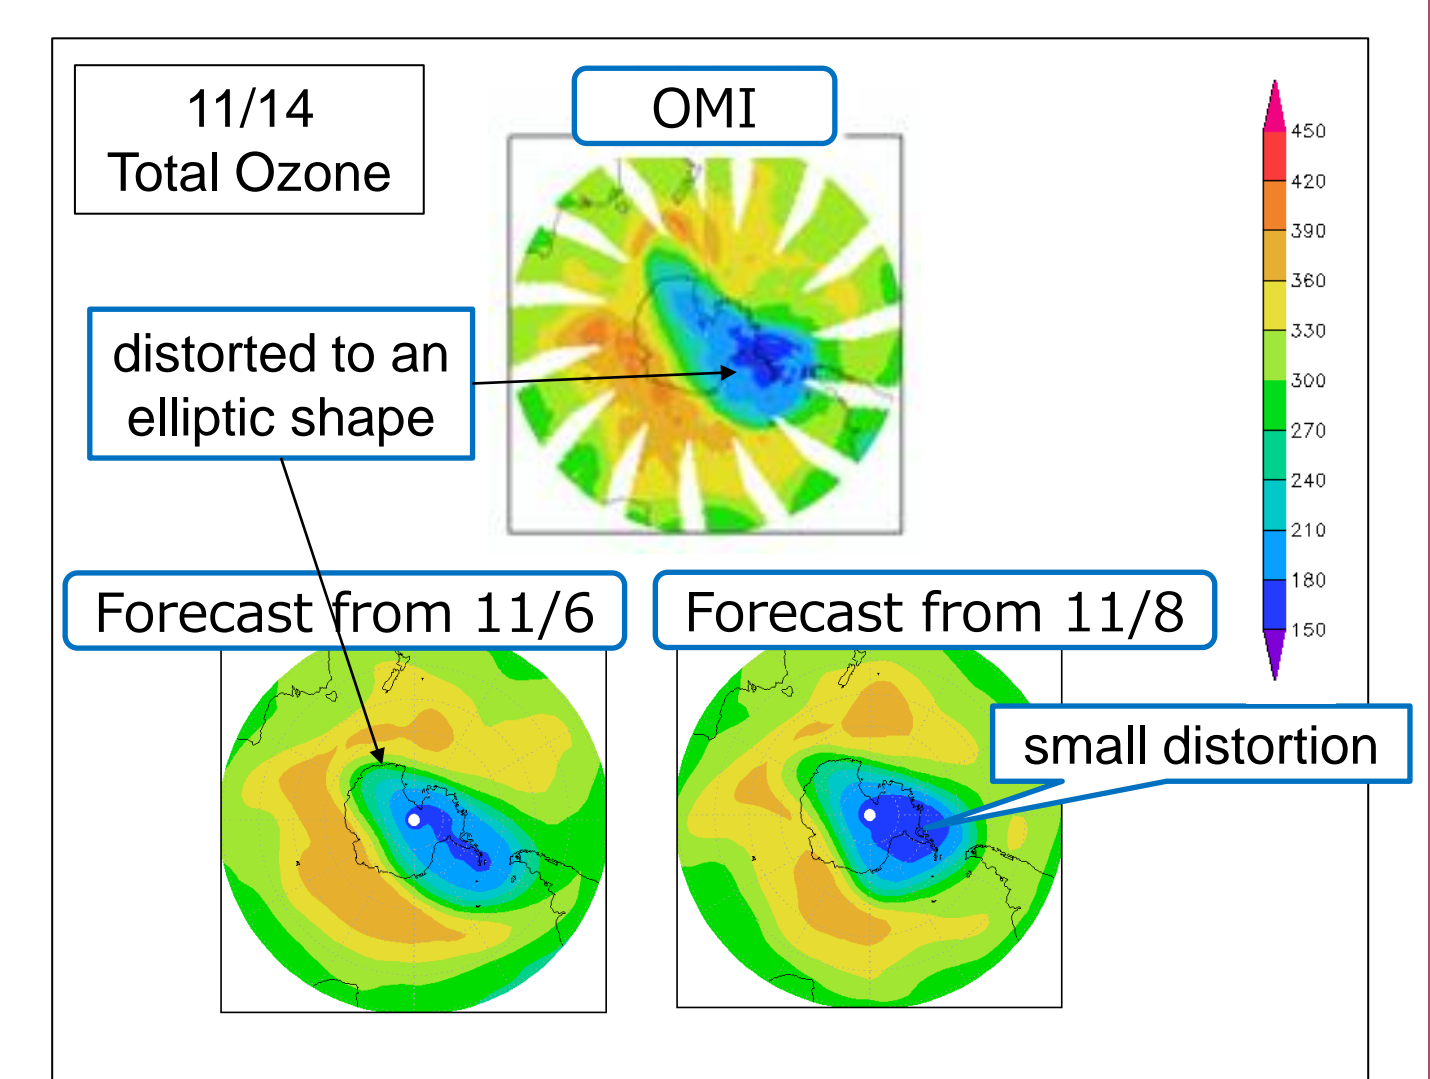 11/14
Total Ozone
OMI
450
420
390
360
330
300
270
240
210
180
150
distorted to an
elliptic shape
Forecast from 11/6
Forecast from 11/8
small distortion